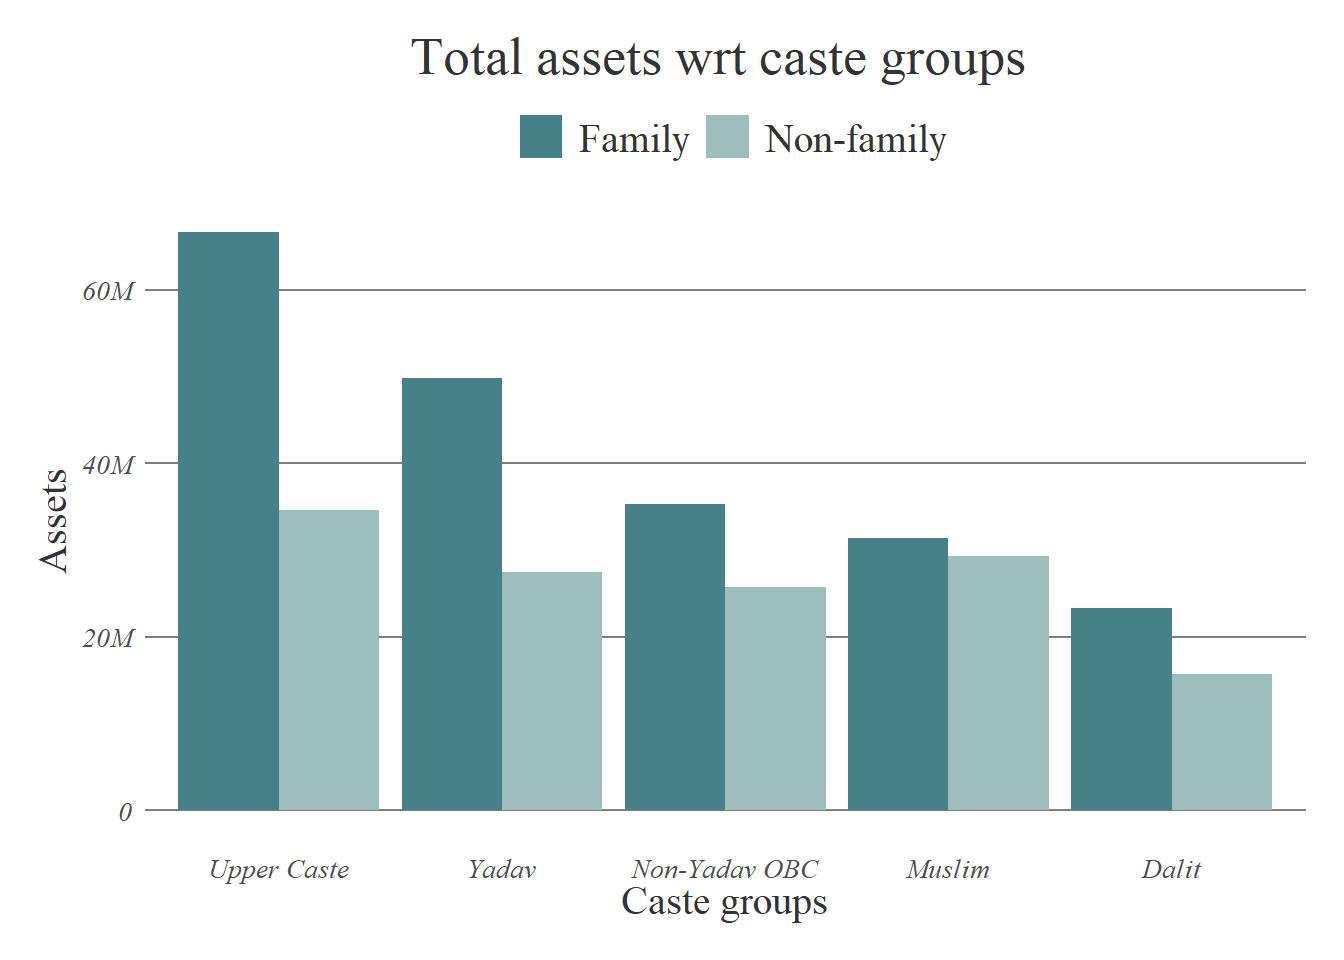 Total assets wrt caste groups
Family Non-family
60M
40M
20M
0
Assets
Upper Caste Yadav Non-Yadav OBC Muslim Dalit
Caste groups